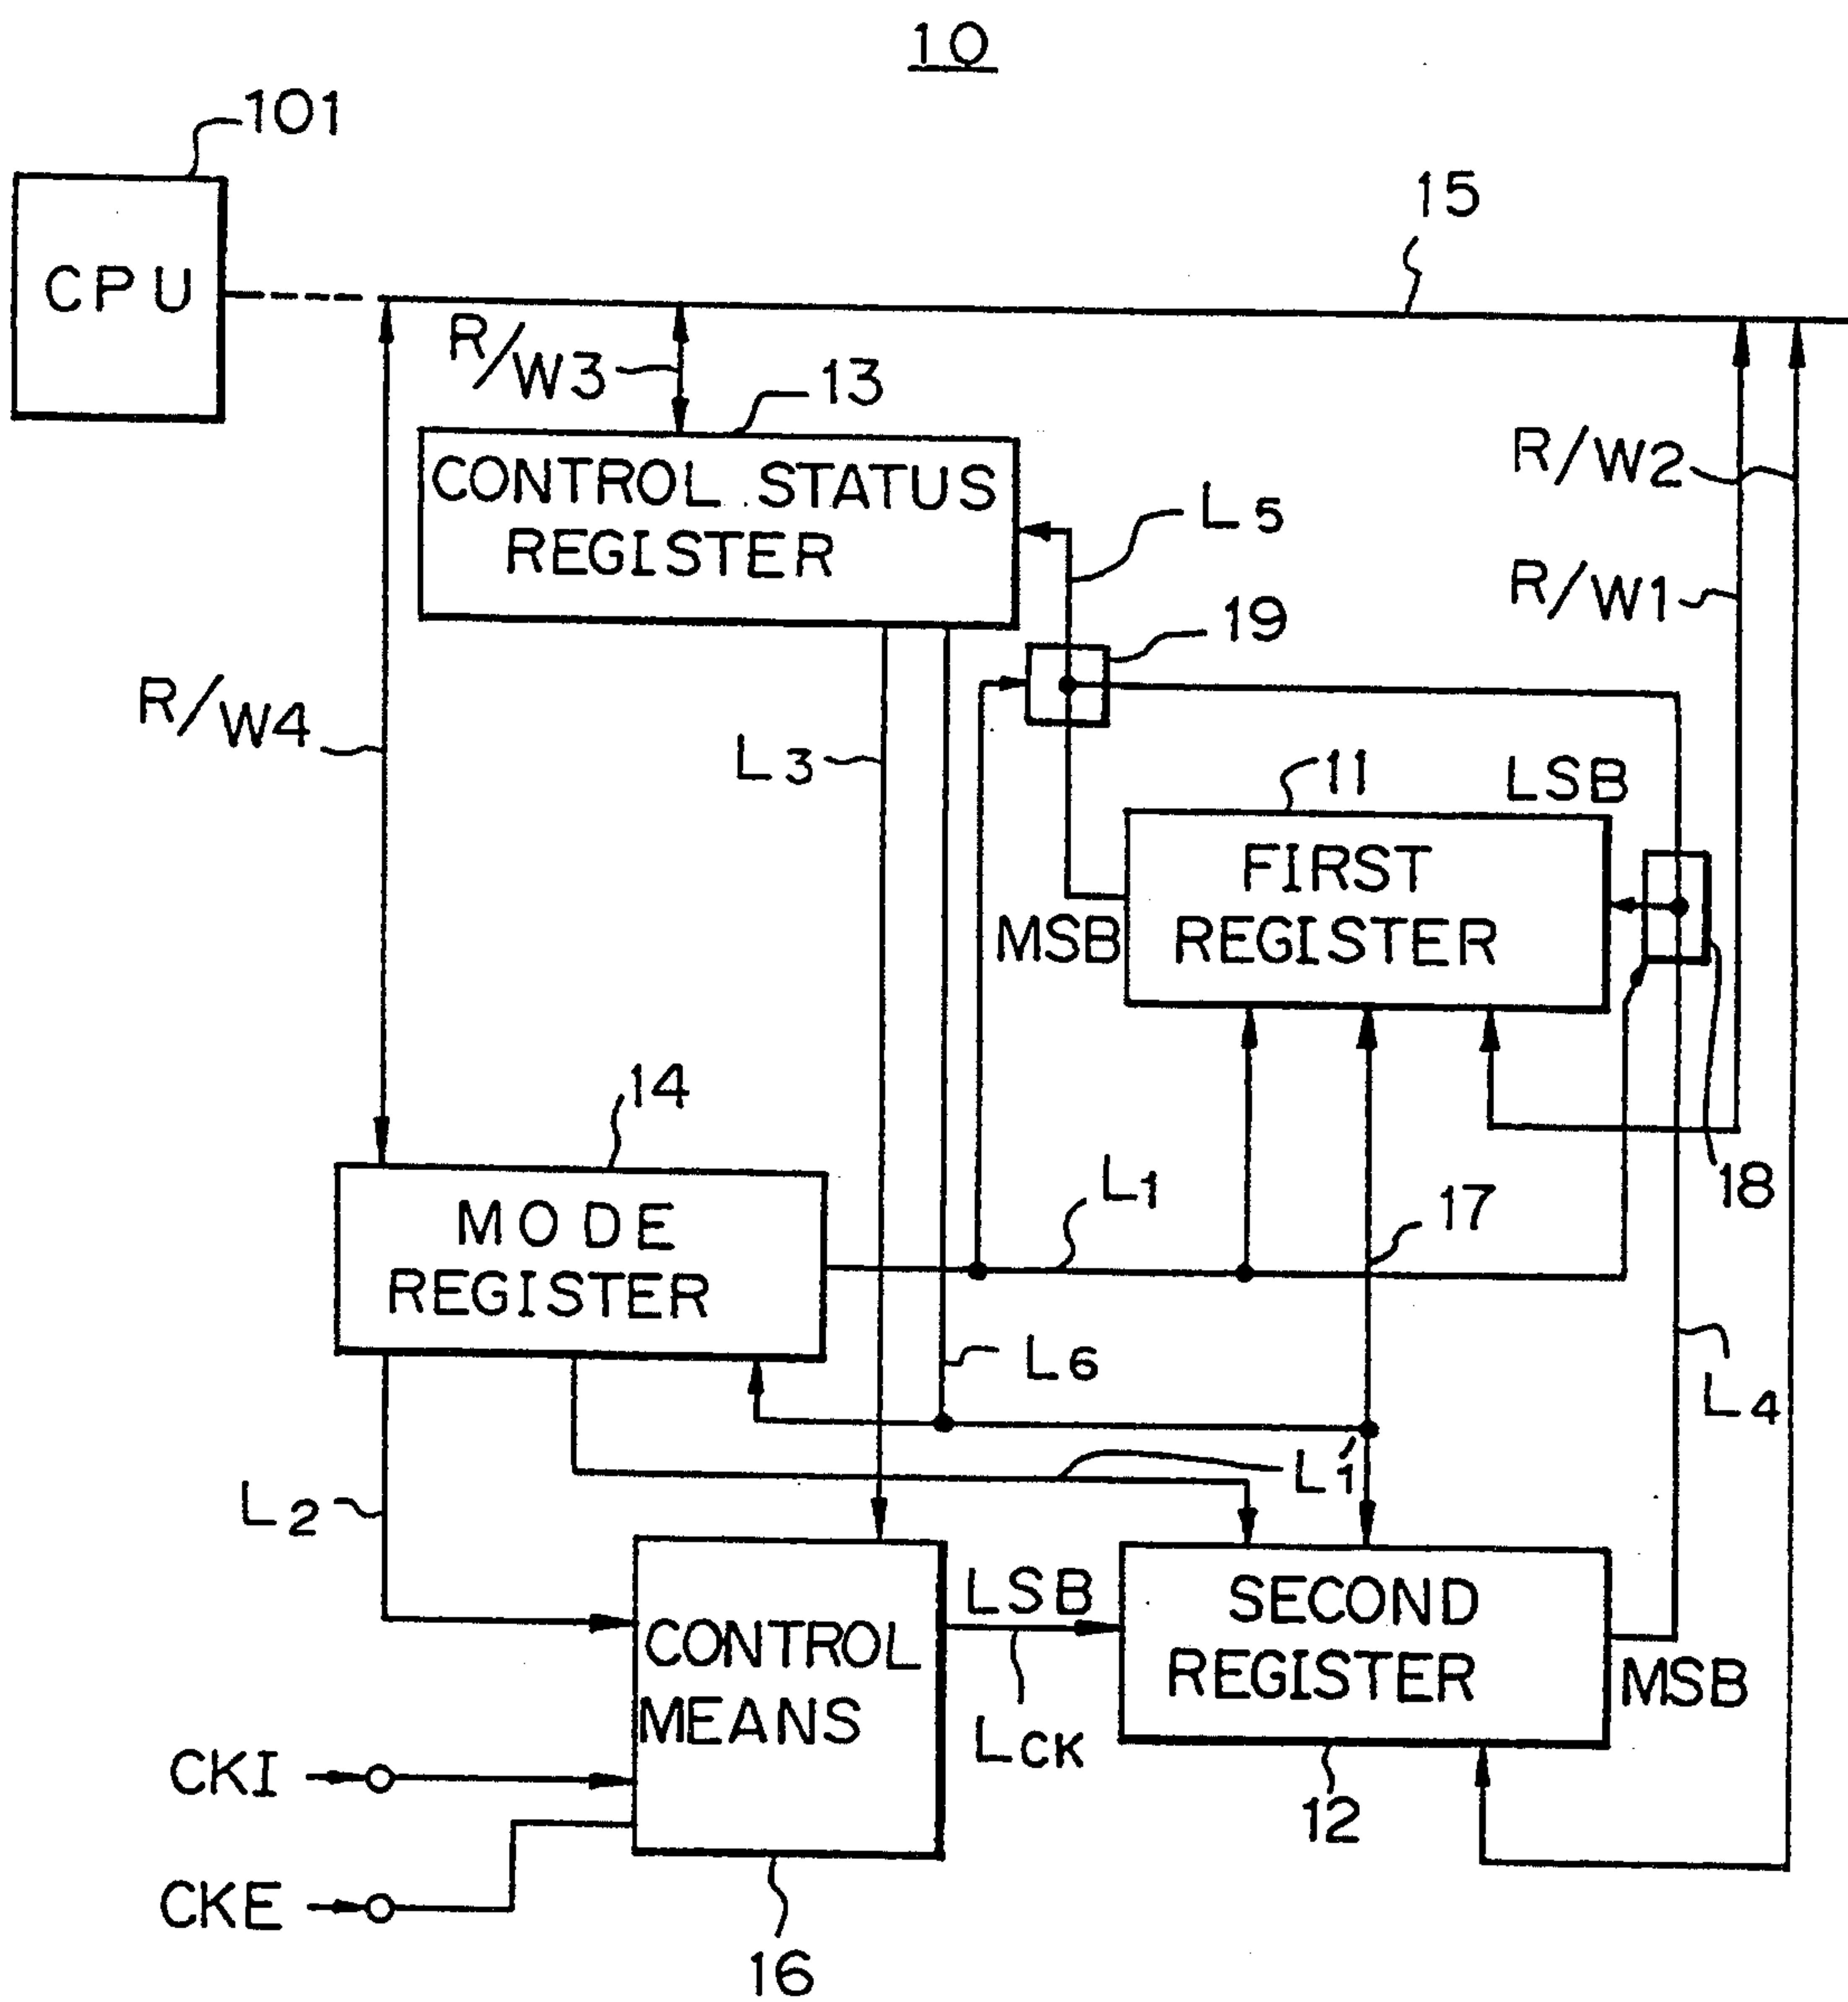 10
101
CPU
15
R/W3
13
CONTROL STATUS
REGISTER
R/W2
L5
R/W1
19
R/W4
L3
11
LSB
FIRST
REGISTER
MSB
14
MODE
REGISTER
L1
17
18
L6
L4
L1'
L2
LSB
SECOND
REGISTER
MSB
CONTROL
MEANS
LCK
CKI
12
CKE
16